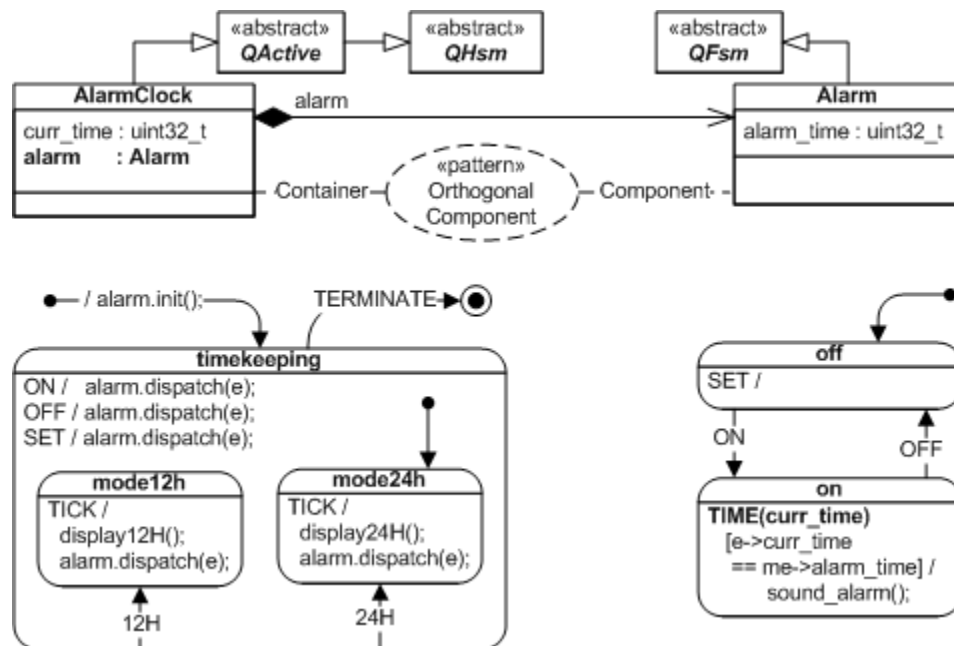 «abstract»
QActive
«abstract»
QHsm
«abstract»
QFsm
AlarmClock
curr_time : uint32_t
alarm : Alarm
alarm
Alarm
alarm_time : uint32_t
Container
«pattern»
Orthogonal
Component
Component
/ alarm.init();
TERMINATE
timekeeping
ON / alarm.dispatch(e);
OFF / alarm.dispatch(e);
SET / alarm.dispatch(e);
mode12h
TICK /
display12H();
alarm.dispatch(e);
12H
mode24h
TICK /
display24H();
alarm.dispatch(e);
24H
off
SET /
ON
OFF
on
TIME(curr_time)
[e->curr_time
== me->alarm_time] /
sound_alarm();